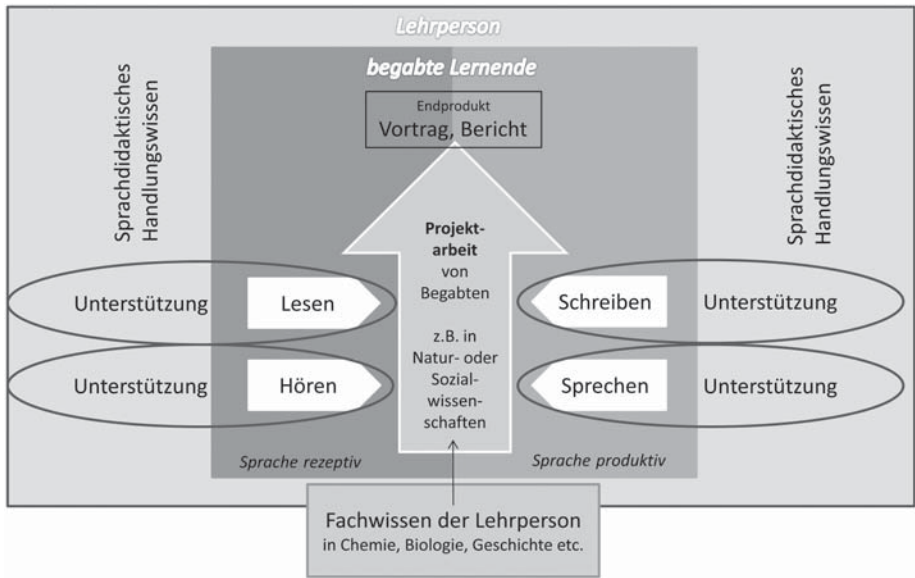 Lehrperson
begabte Lernende
Endprodukt
Vortrag, Bericht
Sprachdidaktisches
Handlungswissen
Sprachdidaktisches
Handlungswissen
Projekt-
arbeit
von
Begabten
z.B. in
Natur- oder
Sozial-
wissen-
schaften
Unterstützung
Lesen
Schreiben
Unterstützung
Unterstützung
Hören
Sprechen
Unterstützung
Sprache rezeptiv
Sprache produktiv
Fachwissen der Lehrperson
in Chemie, Biologie, Geschichte etc.